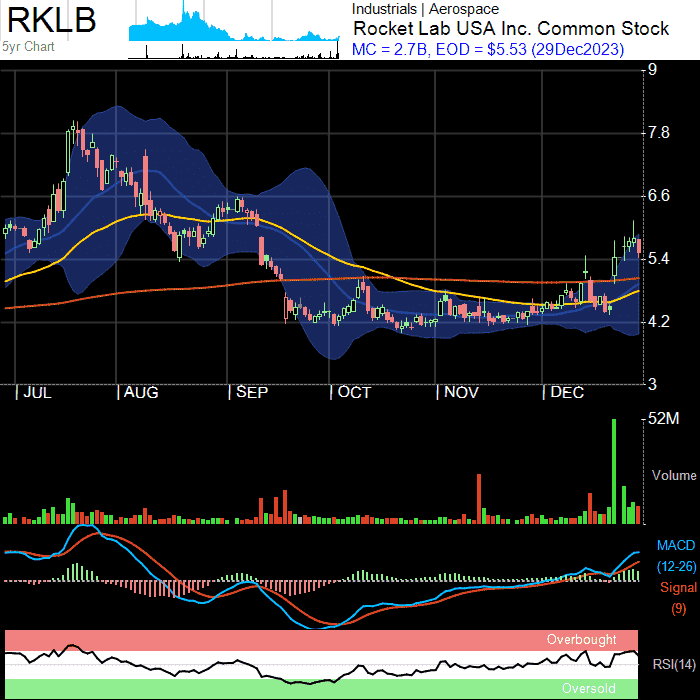 RKLB
5yr Chart
Industrials | Aerospace
Rocket Lab USA Inc. Common Stock
MC = 2.7B, EOD = $5.53 (29Dec2023)
9
7.8
6.6
5.4
4.2
3
|JUL |AUG |SEP |OCT |NOV |DEC
52M
Volume
MACD
(12-26)
Signal
(9)
Overbought
RSI(14)
Oversold